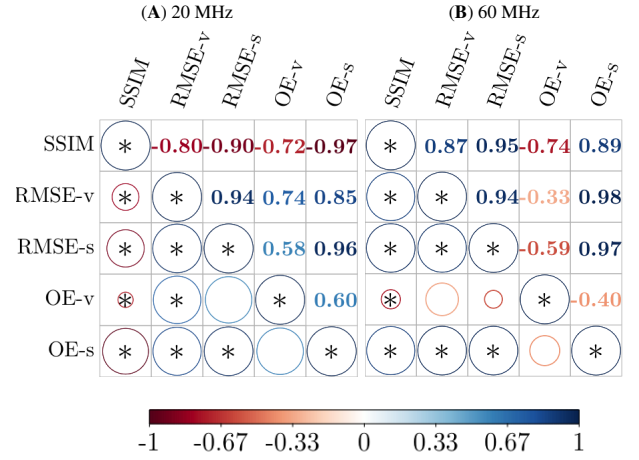 (A) 20 MHz
(B) 60 MHz
SSIM RMSE-v RMSE-s OE-v OE-s
SSIM RMSE-v RMSE-s OE-v OE-s
SSIM * -0.80 -0.90 -0.72 -0.97 * 0.87 0.95 -0.74 0.89
RMSE-v * * 0.94 0.74 0.85 * * 0.94 -0.33 0.98
RMSE-s * * 0.58 0.96 * * * -0.59 0.97
OE-v * * * 0.60 * * -0.40
OE-s * * * * * * * *
-1 -0.67 -0.33 0 0.33 0.67 1